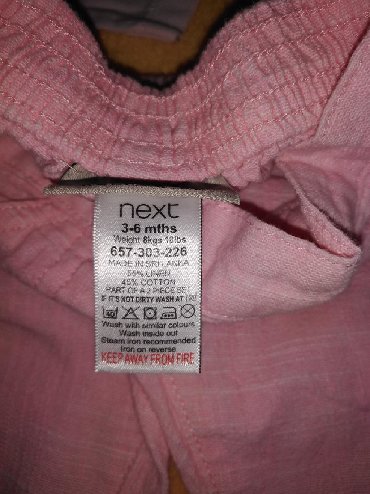 next
3-6 mths
Weight 8kgs 18lbs
657-303-226
MADE IN SRI LANKA
55% LINEN
45% COTTON
PART OF A 2 PIECE SET
IF IT'S NOT DIRTY WASH AT
40
Wash with similar colours
Wash inside out
Steam iron recommended
Iron on reverse
KEEP AWAY FROM FIRE